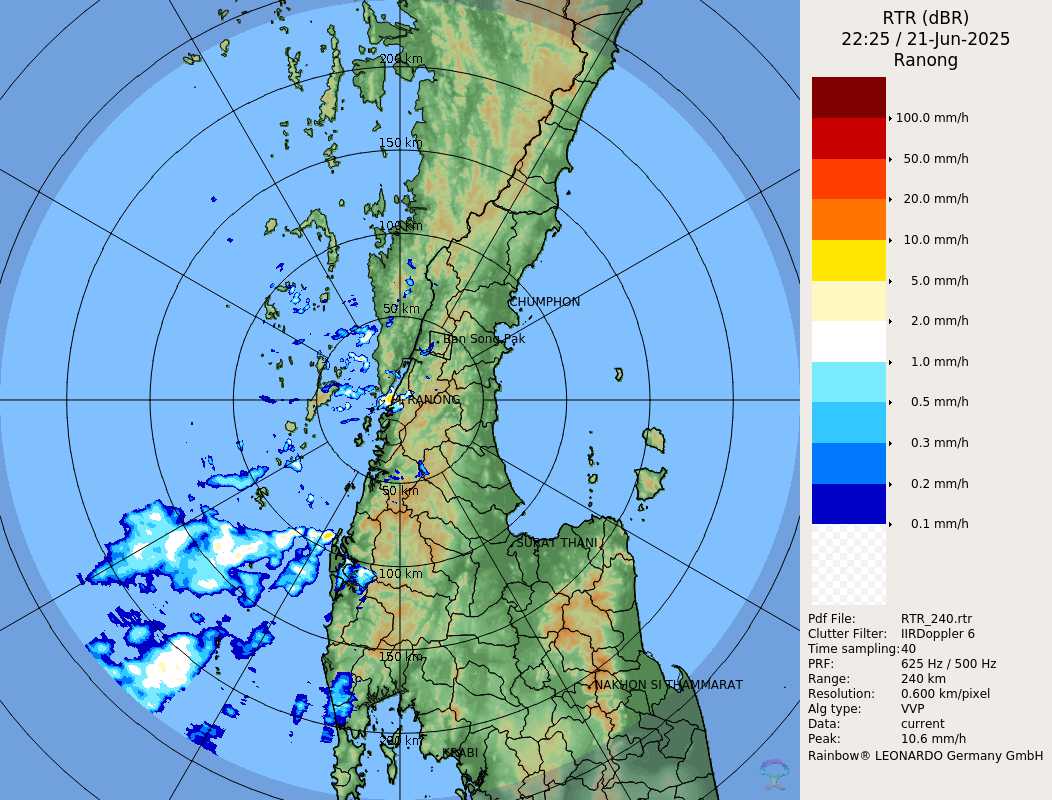 RTR (dBR)
22:25 / 21-Jun-2025
Ranong
200 km
150 km
100 km
50 km
CHUMPHON
Ban Song Pak
RANONG
50 km
SURAT THANI
100 km
150 km
NAKHON SI THAMMARAT
200 km
KRABI
100.0 mm/h
50.0 mm/h
20.0 mm/h
10.0 mm/h
5.0 mm/h
2.0 mm/h
1.0 mm/h
0.5 mm/h
0.3 mm/h
0.2 mm/h
0.1 mm/h
Pdf File: RTR_240.rtr
Clutter Filter: IIRDoppler 6
Time sampling:40
PRF: 625 Hz / 500 Hz
Range: 240 km
Resolution: 0.600 km/pixel
Alg type: VVP
Data: current
Peak: 10.6 mm/h
Rainbow® LEONARDO Germany GmbH